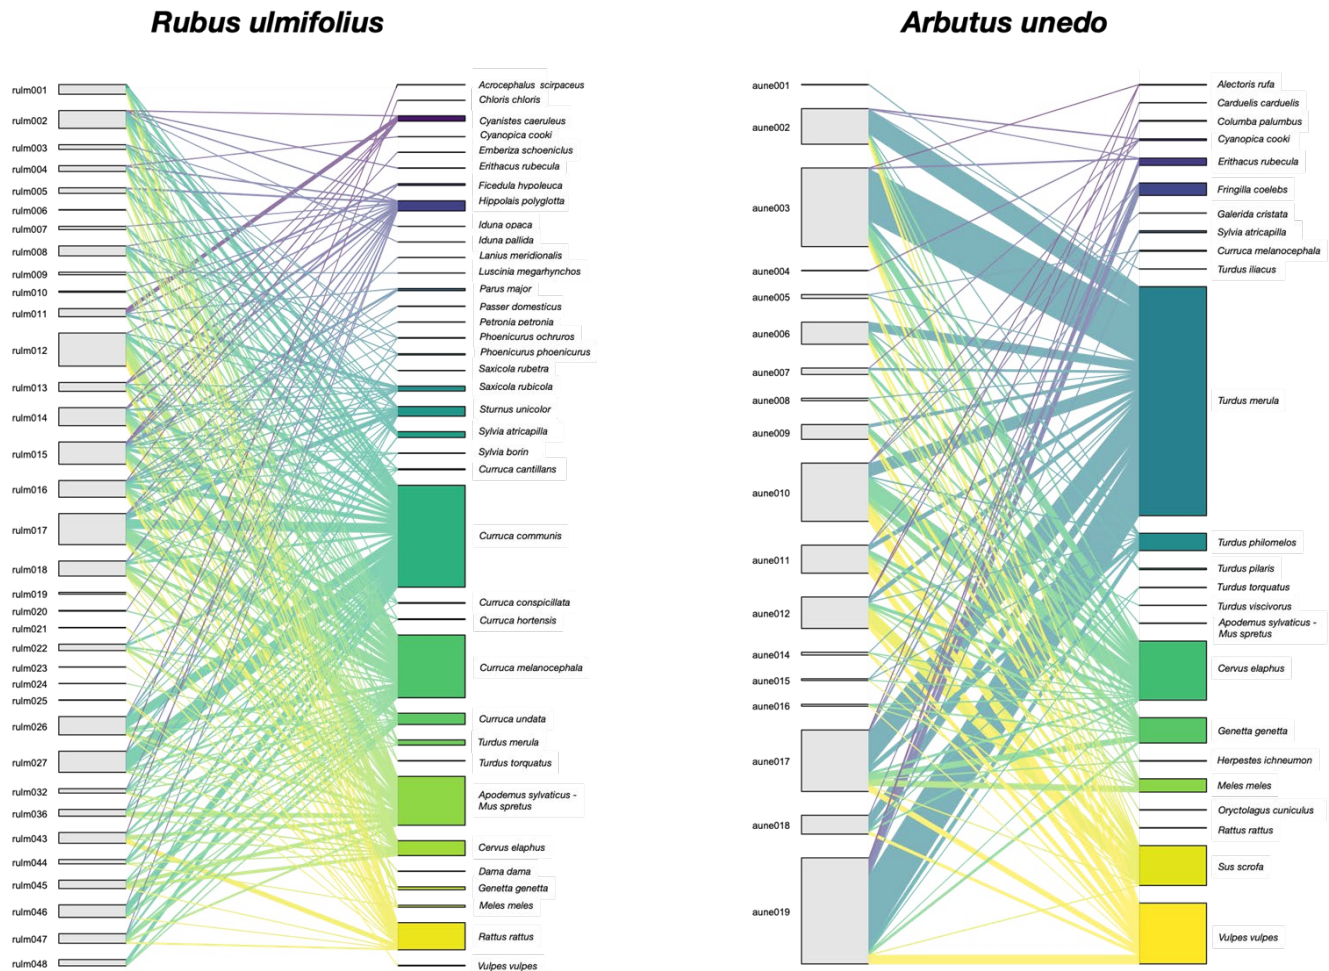 Rubus ulmifolius
rulm001
rulm002
rulm003
rulm004
rulm005
rulm006
rulm007
rulm008
rulm009
rulm010
rulm011
rulm012
rulm013
rulm014
rulm015
rulm016
rulm017
rulm018
rulm019
rulm020
rulm021
rulm022
rulm023
rulm024
rulm025
rulm026
rulm027
rulm032
rulm036
rulm043
rulm044
rulm045
rulm046
rulm047
rulm048
Acrocephalus scirpaceus
Chloris chloris
Cyanistes caeruleus
Cyanopica cooki
Emberiza schoeniclus
Erithacus rubecula
Ficedula hypoleuca
Hippolais polyglotta
Iduna opaca
Iduna pallida
Lanius meridionalis
Luscinia megarhynchos
Parus major
Passer domesticus
Petronia petronia
Phoenicurus ochruros
Phoenicurus phoenicurus
Saxicola rubetra
Saxicola rubicola
Sturnus unicolor
Sylvia atricapilla
Sylvia borin
Curruca cantillans
Curruca communis
Curruca conspicillata
Curruca hortensis
Curruca melanocephala
Curruca undata
Turdus merula
Turdus torquatus
Apodemus sylvaticus -
Mus spretus
Cervus elaphus
Dama dama
Genetta genetta
Meles meles
Rattus rattus
Vulpes vulpes
Arbutus unedo
aune001
aune002
aune003
aune004
aune005
aune006
aune007
aune008
aune009
aune010
aune011
aune012
aune014
aune015
aune016
aune017
aune018
aune019
Alectoris rufa
Carduelis carduelis
Columba palumbus
Cyanopica cooki
Erithacus rubecula
Fringilla coelebs
Galerida cristata
Sylvia atricapilla
Curruca melanocephala
Turdus iliacus
Turdus merula
Turdus philomelos
Turdus pilaris
Turdus torquatus
Turdus viscivorus
Apodemus sylvaticus -
Mus spretus
Cervus elaphus
Genetta genetta
Herpestes ichneumon
Meles meles
Oryctolagus cuniculus
Rattus rattus
Sus scrofa
Vulpes vulpes